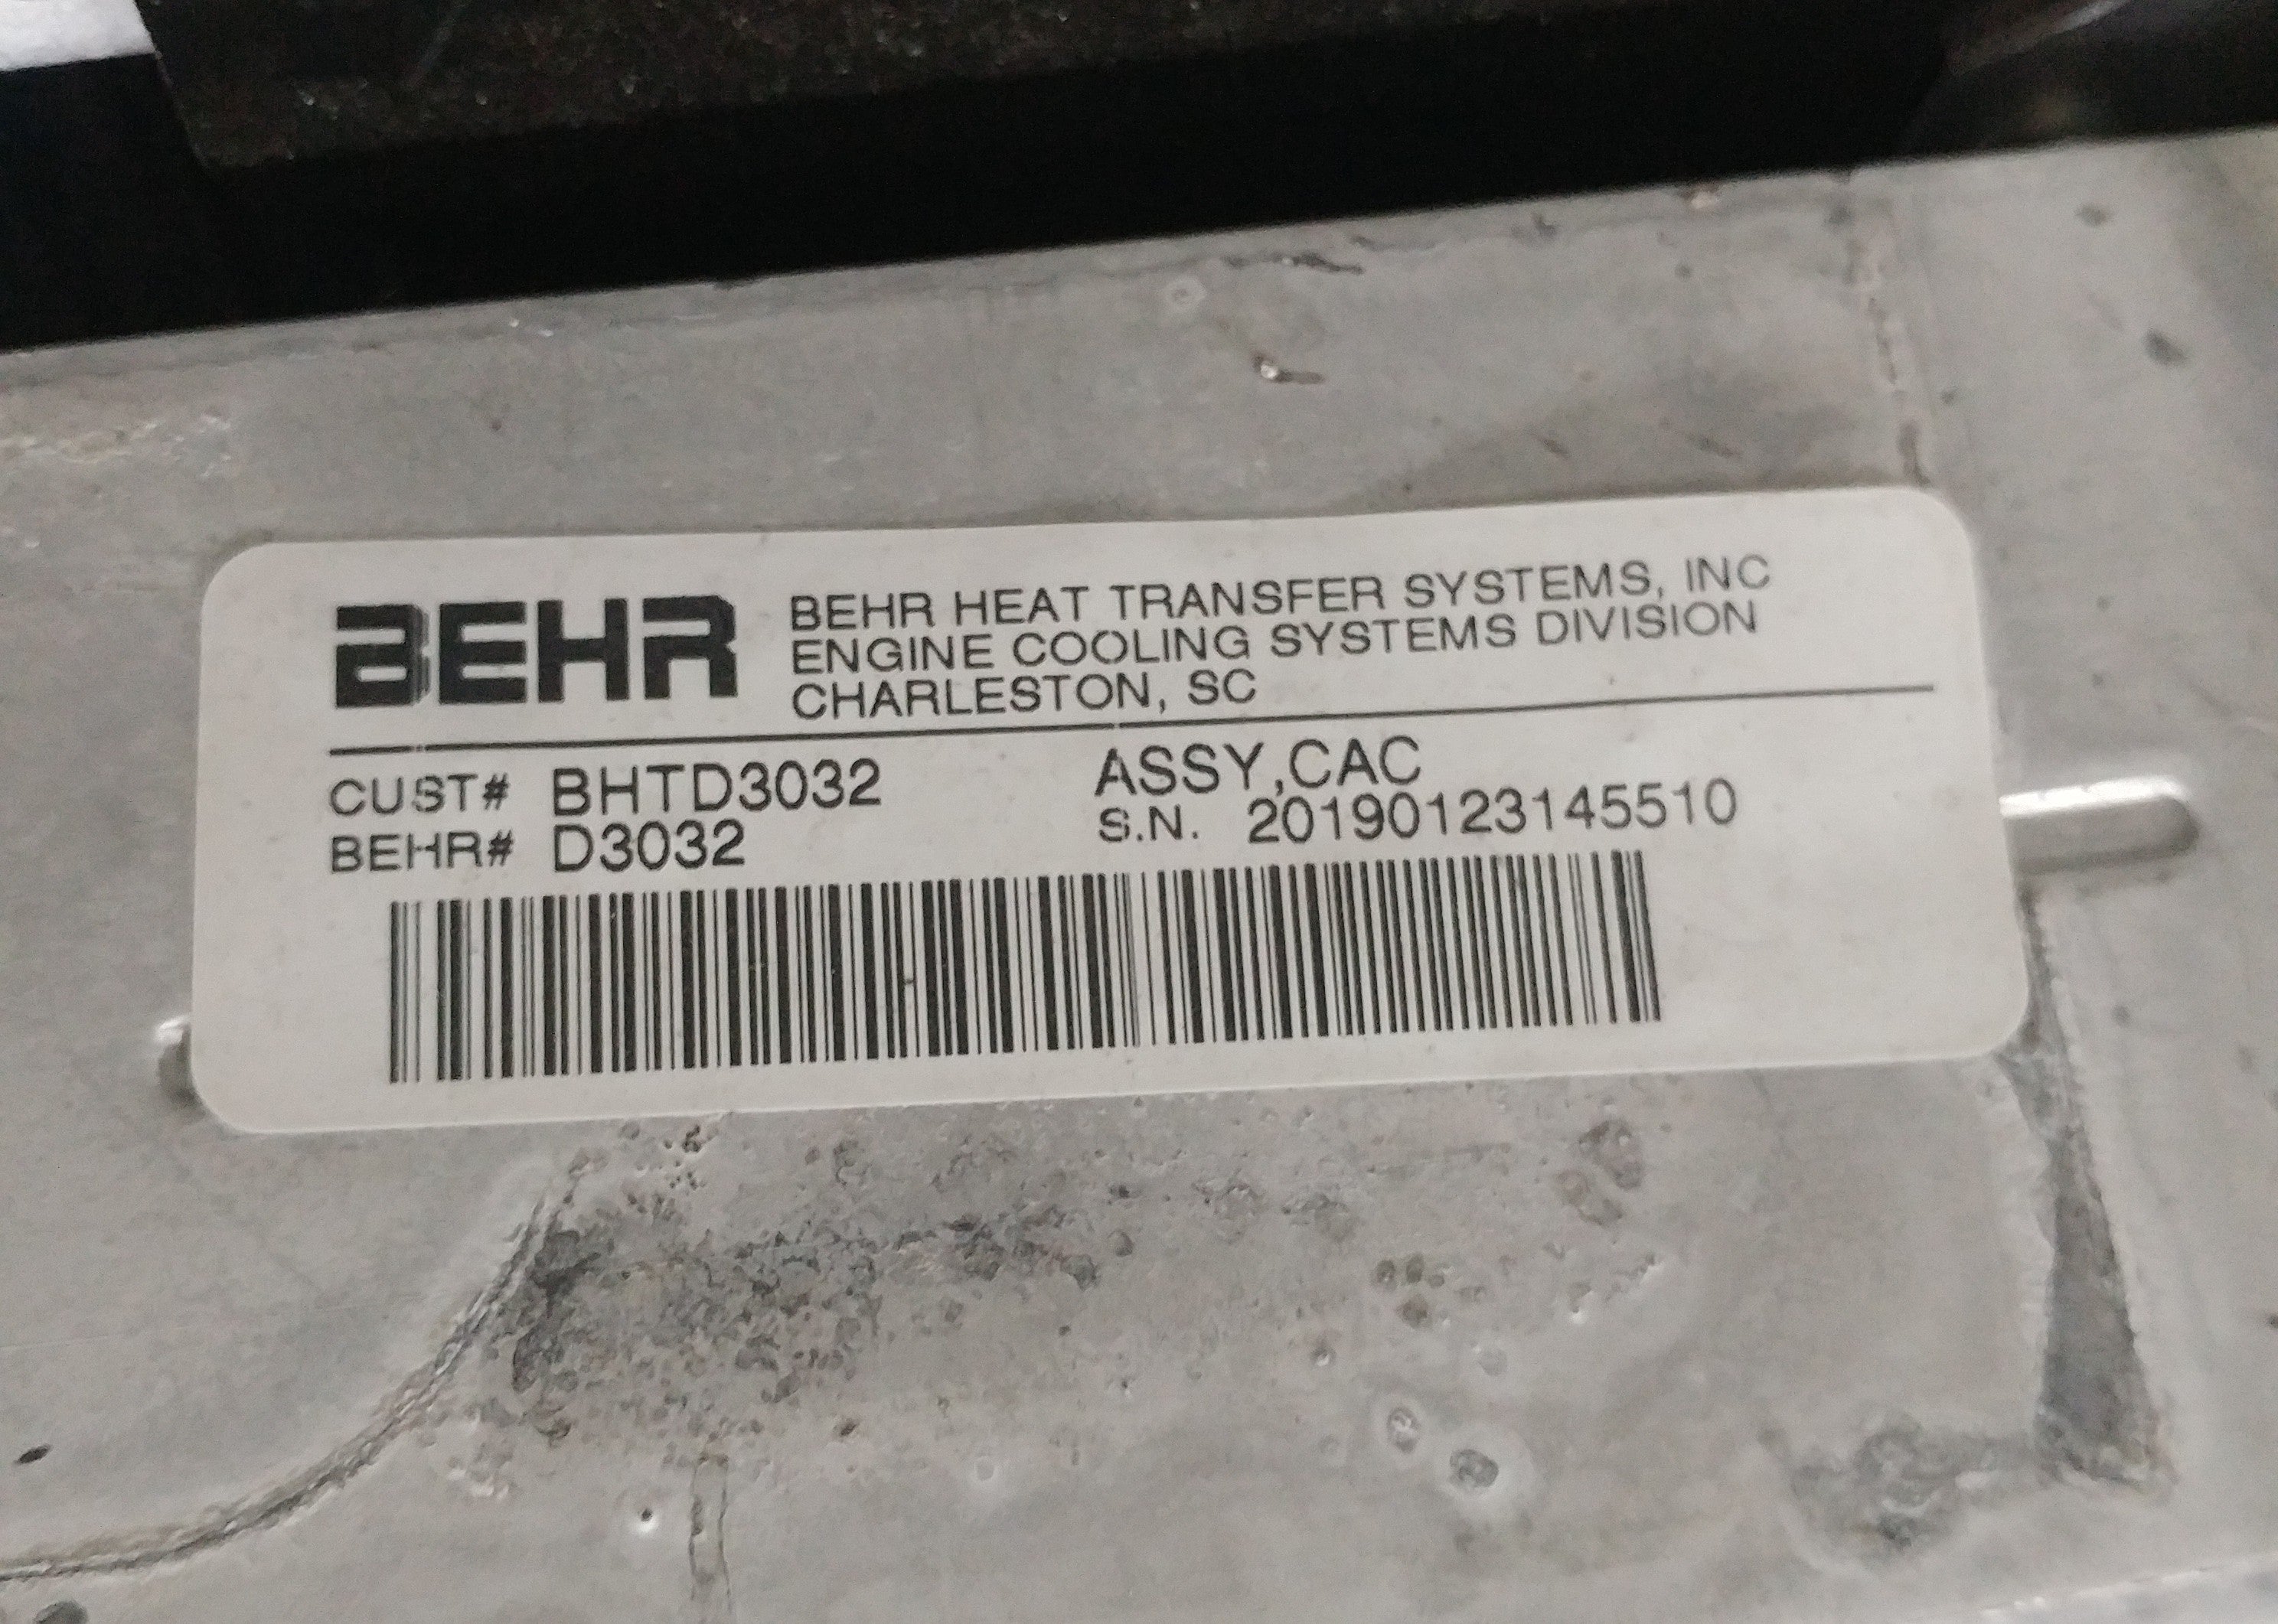 BEHR
BEHR HEAT TRANSFER SYSTEMS, INC
ENGINE COOLING SYSTEMS DIVISION
CHARLESTON, SC
CUST# BHTD3032
ASSY,CAC
BEHR# D3032
S.N. 20190123145510